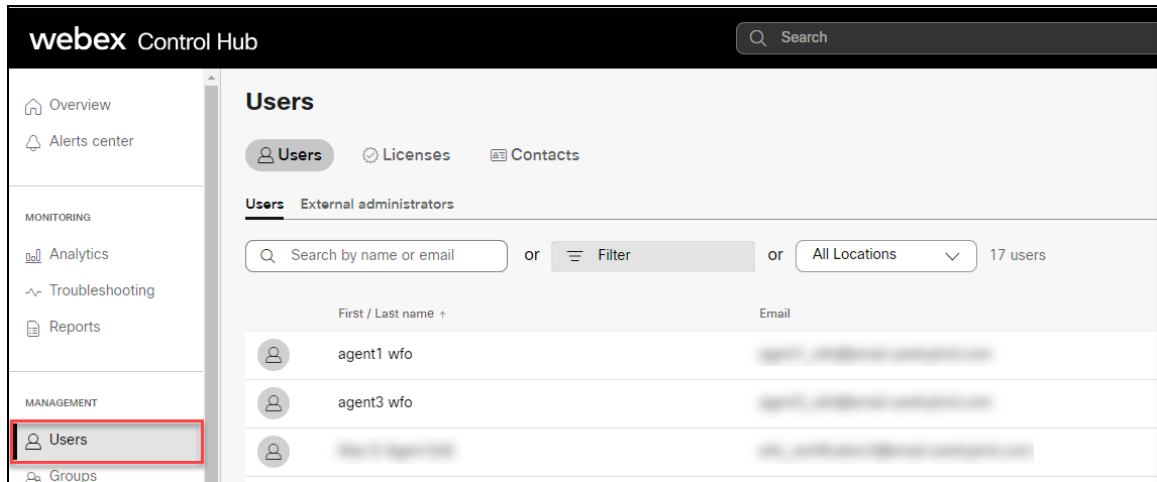 webex Control Hub
Search
Overview
Alerts center
MONITORING
Analytics
Troubleshooting
Reports
MANAGEMENT
Users
Groups
Users
Users Licenses Contacts
Users External administrators
Search by name or email or Filter or All Locations 17 users
First / Last name ↑ Email
agent1 wfo
agent3 wfo